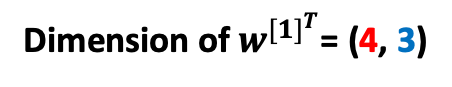 Dimension of w[1]ᵀ = (4, 3)